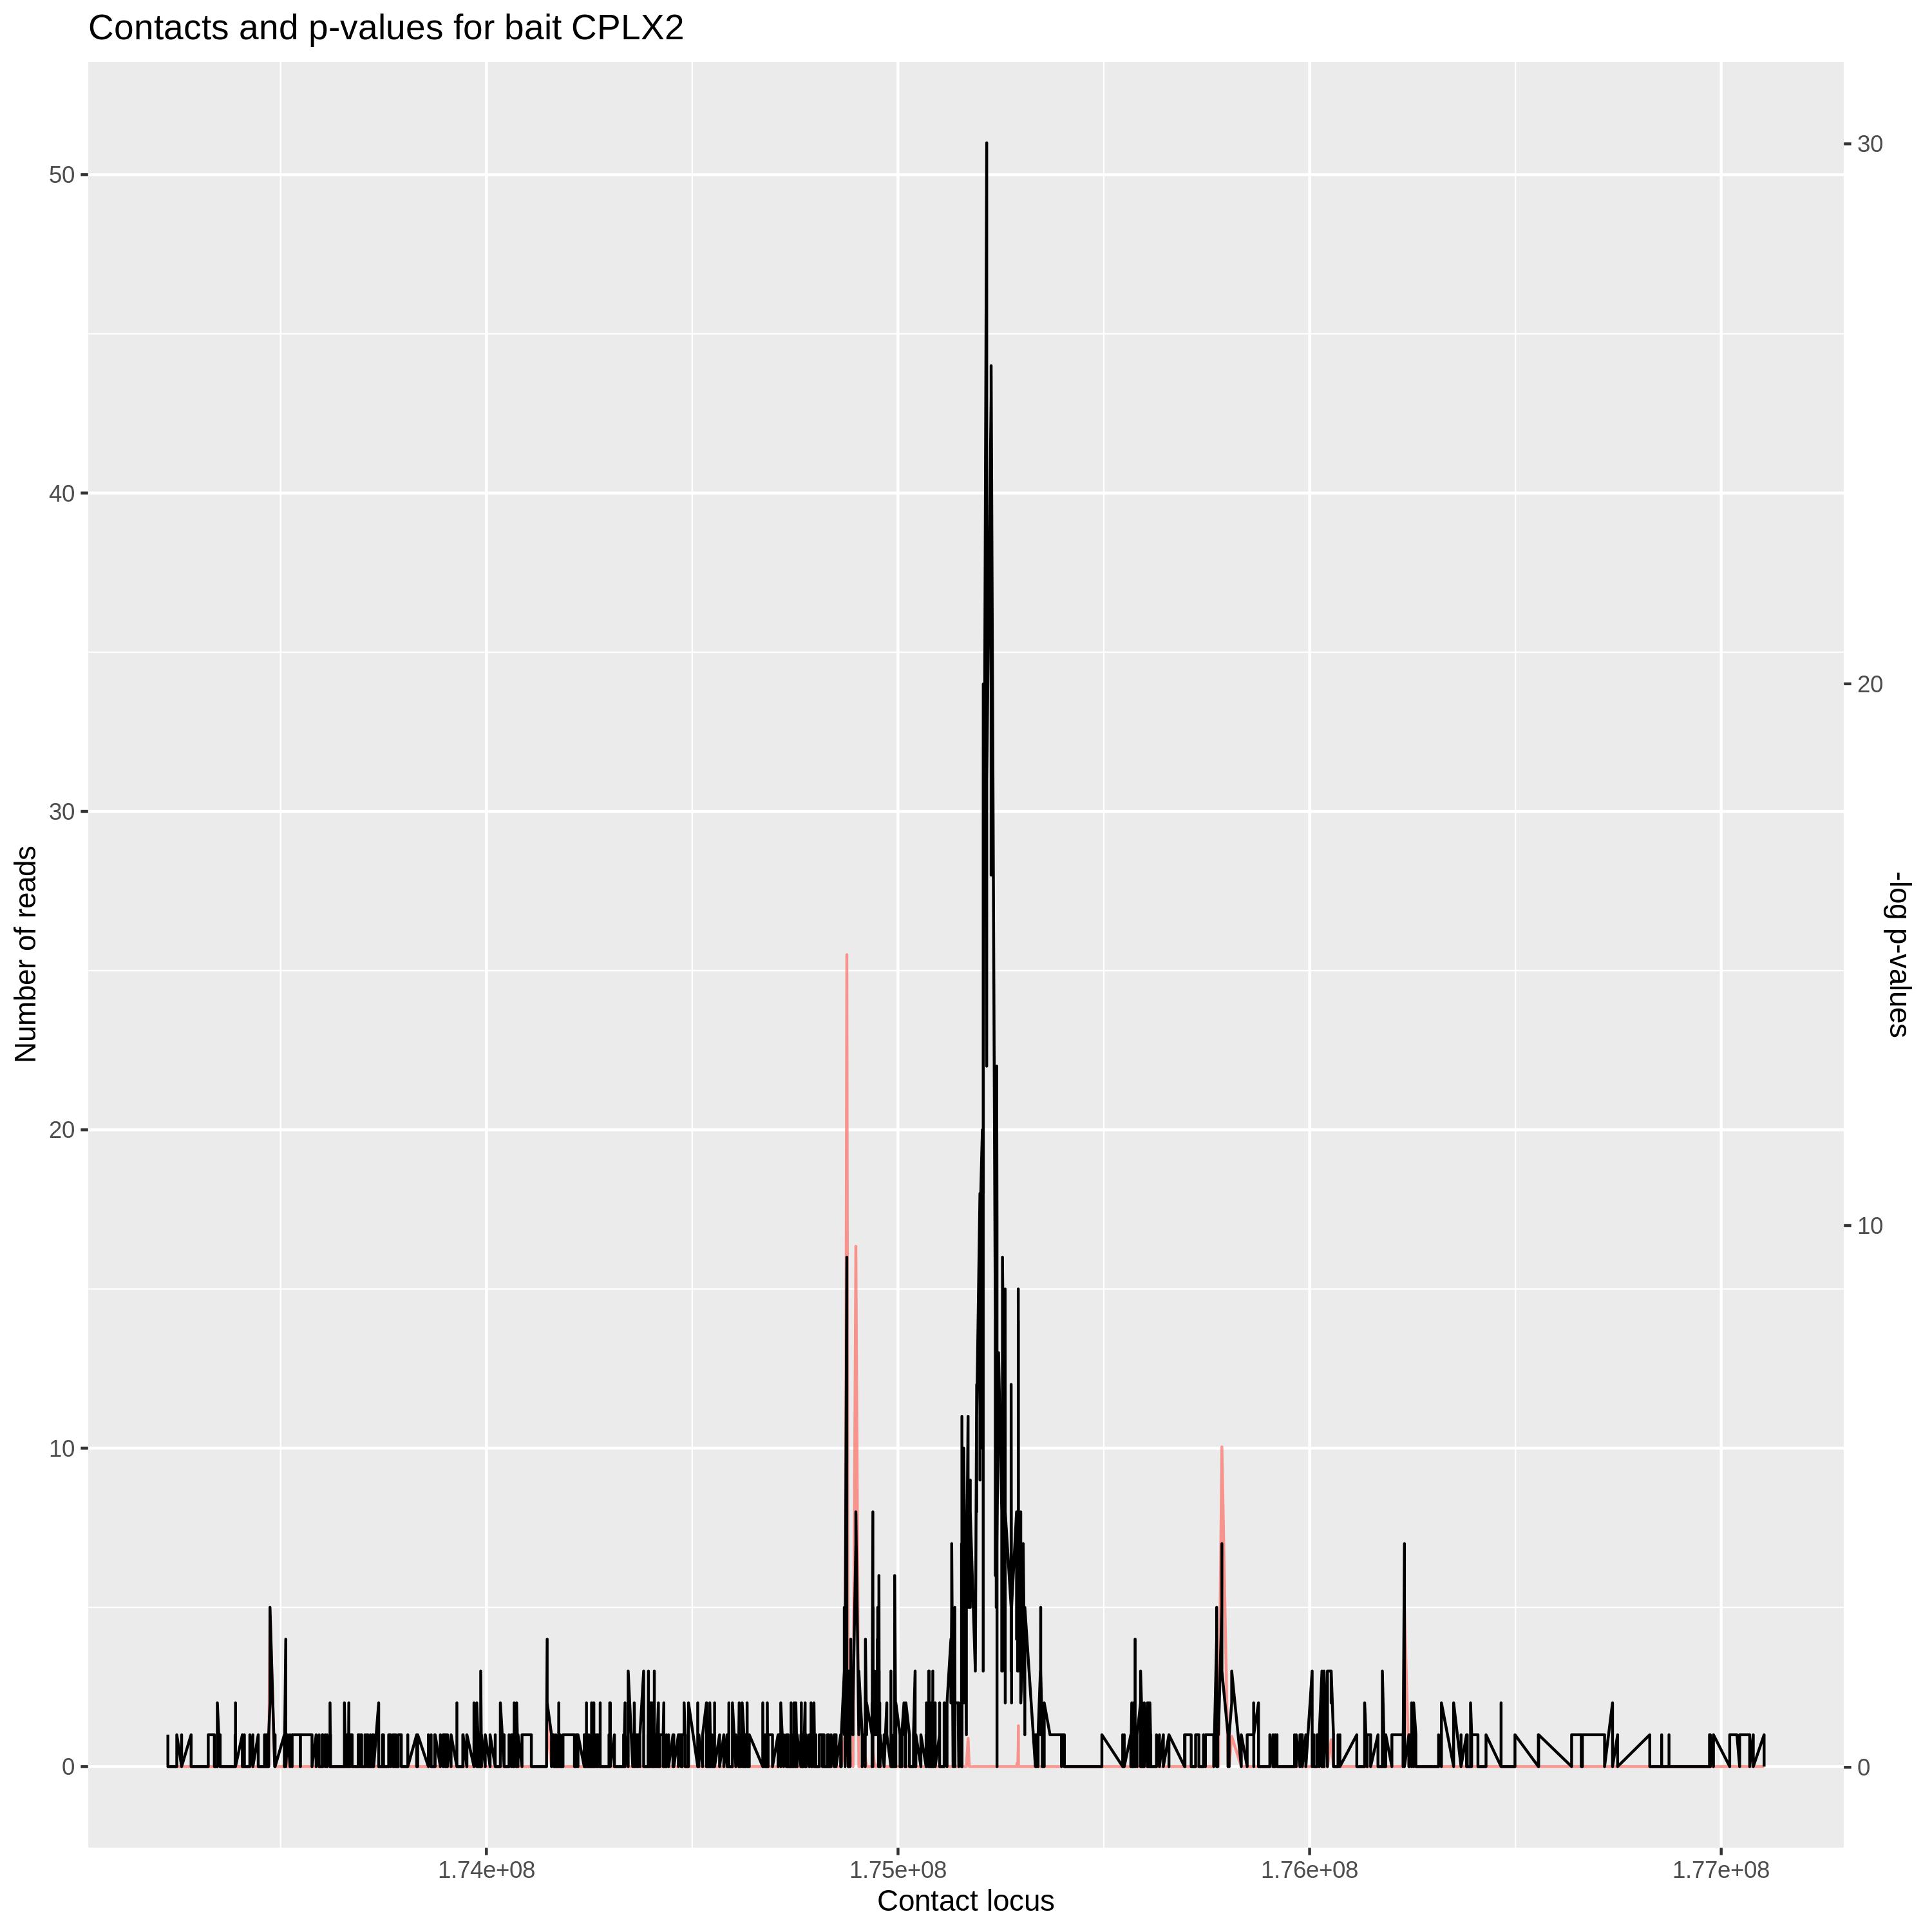 Contacts and p-values for bait CPLX2
50
40
30
20
10
0
Number of reads
30
20
10
0
-log p-values
1.74e+08
1.75e+08
1.76e+08
1.77e+08
Contact locus